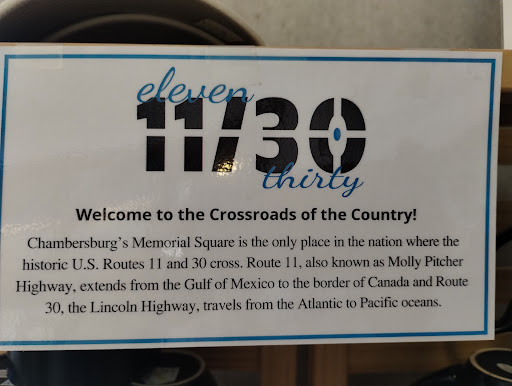 eleven
11/30
thirty
Welcome to the Crossroads of the Country!
Chambersburg's Memorial Square is the only place in the nation where the
historic U.S. Routes 11 and 30 cross. Route 11, also known as Molly Pitcher
Highway, extends from the Gulf of Mexico to the border of Canada and Route
30, the Lincoln Highway, travels from the Atlantic to Pacific oceans.